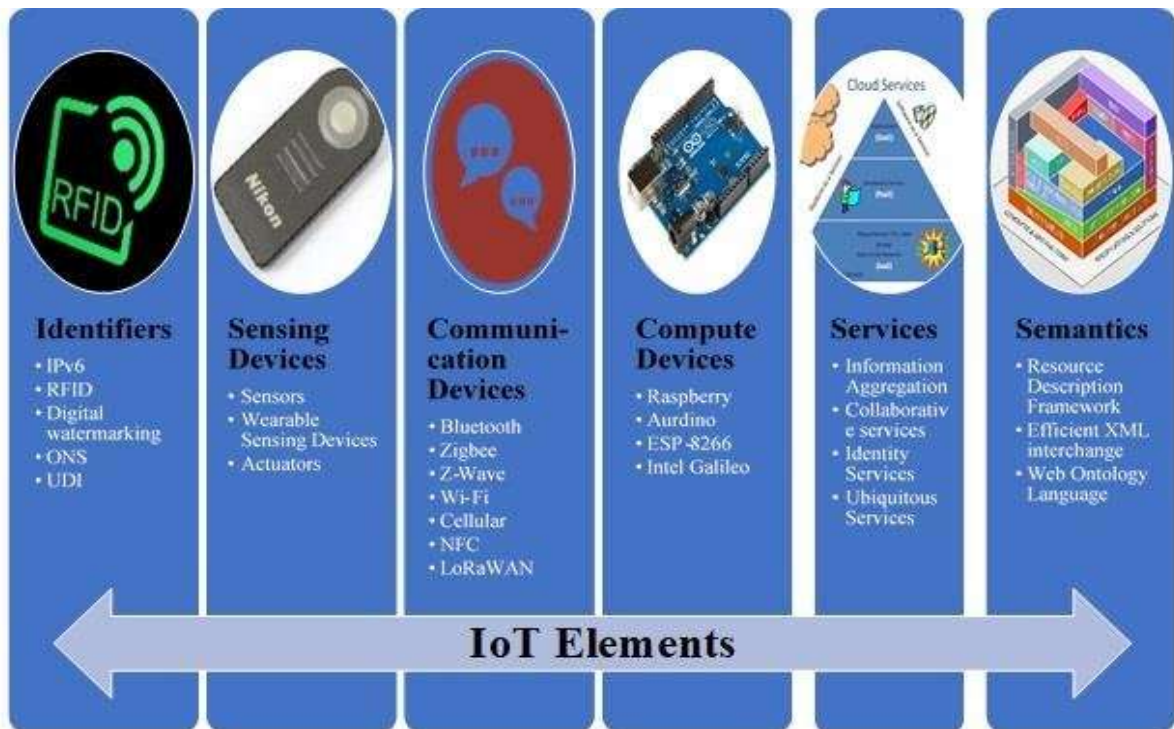 RFID
Nikon
Cloud Services
(SaaS)
(PaaS)
(IaaS)
Identifiers
• IPv6
• RFID
• Digital
watermarking
• ONS
• UDI
Sensing
Devices
• Sensors
• Wearable
Sensing Devices
• Actuators
Communi-
cation
Devices
• Bluetooth
• Zigbee
• Z-Wave
• Wi-Fi
• Cellular
• NFC
• LoRaWAN
Compute
Devices
• Raspberry
• Aurdino
• ESP-8266
• Intel Galileo
Services
• Information
Aggregation
• Collaborativ
e services
• Identity
Services
• Ubiquitous
Services
Semantics
• Resource
Description
Framework
• Efficient XML
interchange
• Web Ontology
Language
IoT Elements